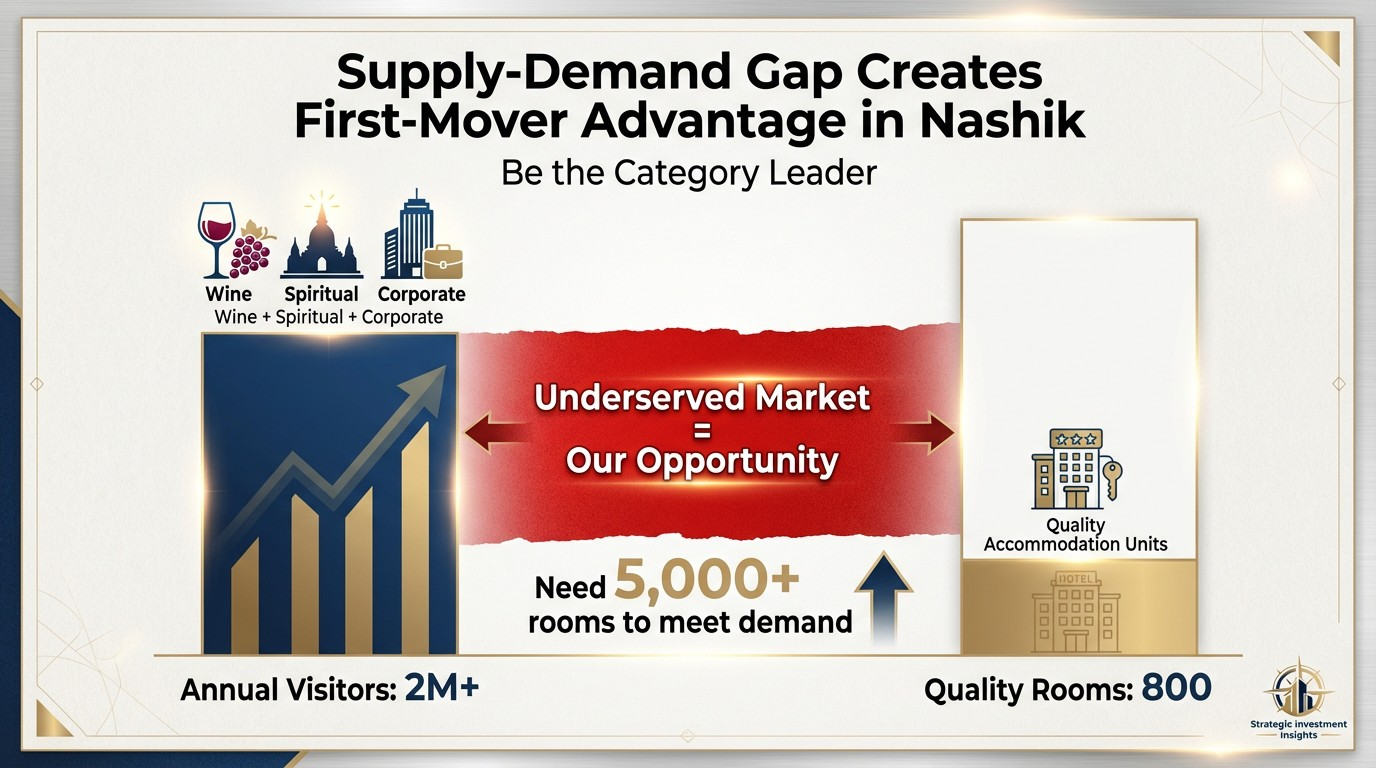 Supply-Demand Gap Creates
First-Mover Advantage in Nashik
Be the Category Leader
Wine
Spiritual
Corporate
Wine + Spiritual + Corporate
Underserved Market
=
Our Opportunity
Need 5,000+
rooms to meet demand
Quality
Accommodation Units
HOTEL
Annual Visitors: 2M+
Quality Rooms: 800
Strategic investment
Insights